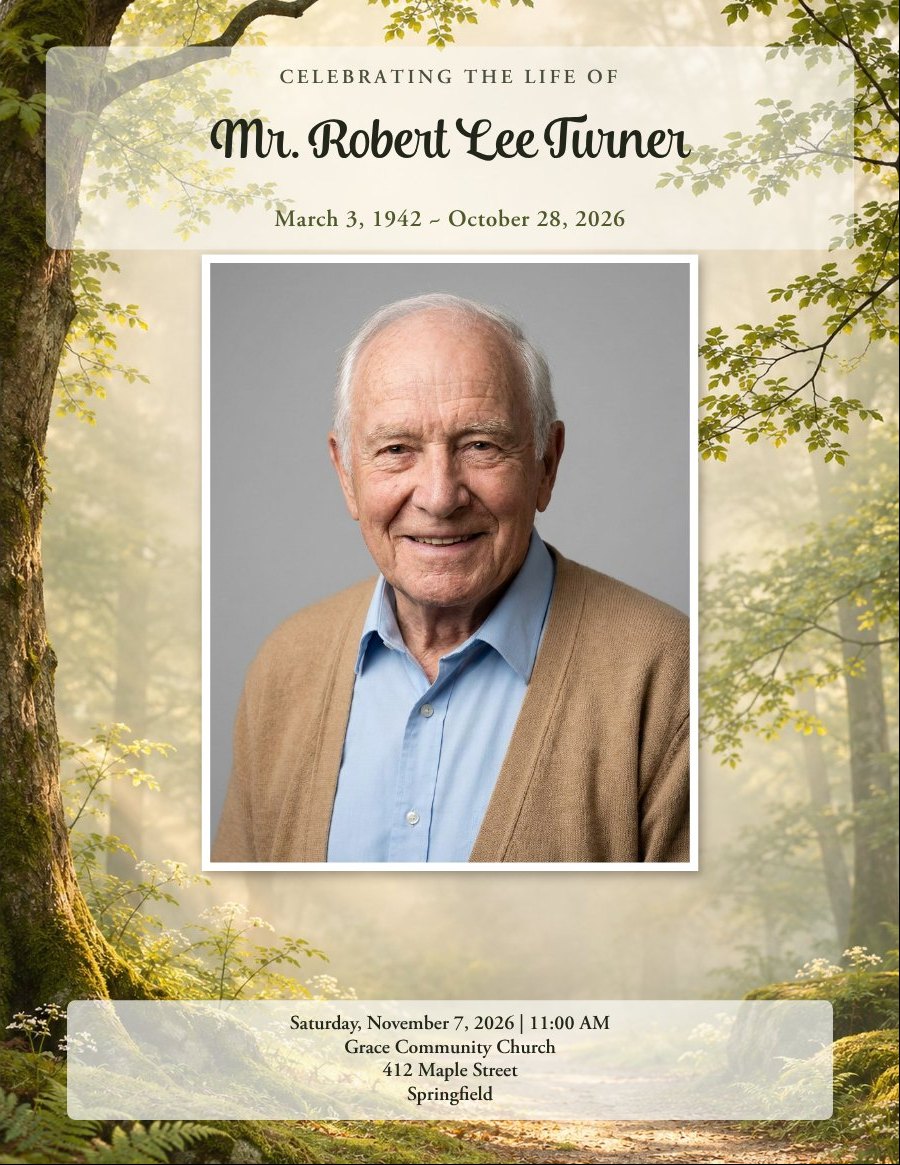 CELEBRATING THE LIFE OF
Mr. Robert Lee Turner
March 3, 1942 ~ October 28, 2026
Saturday, November 7, 2026 | 11:00 AM
Grace Community Church
412 Maple Street
Springfield